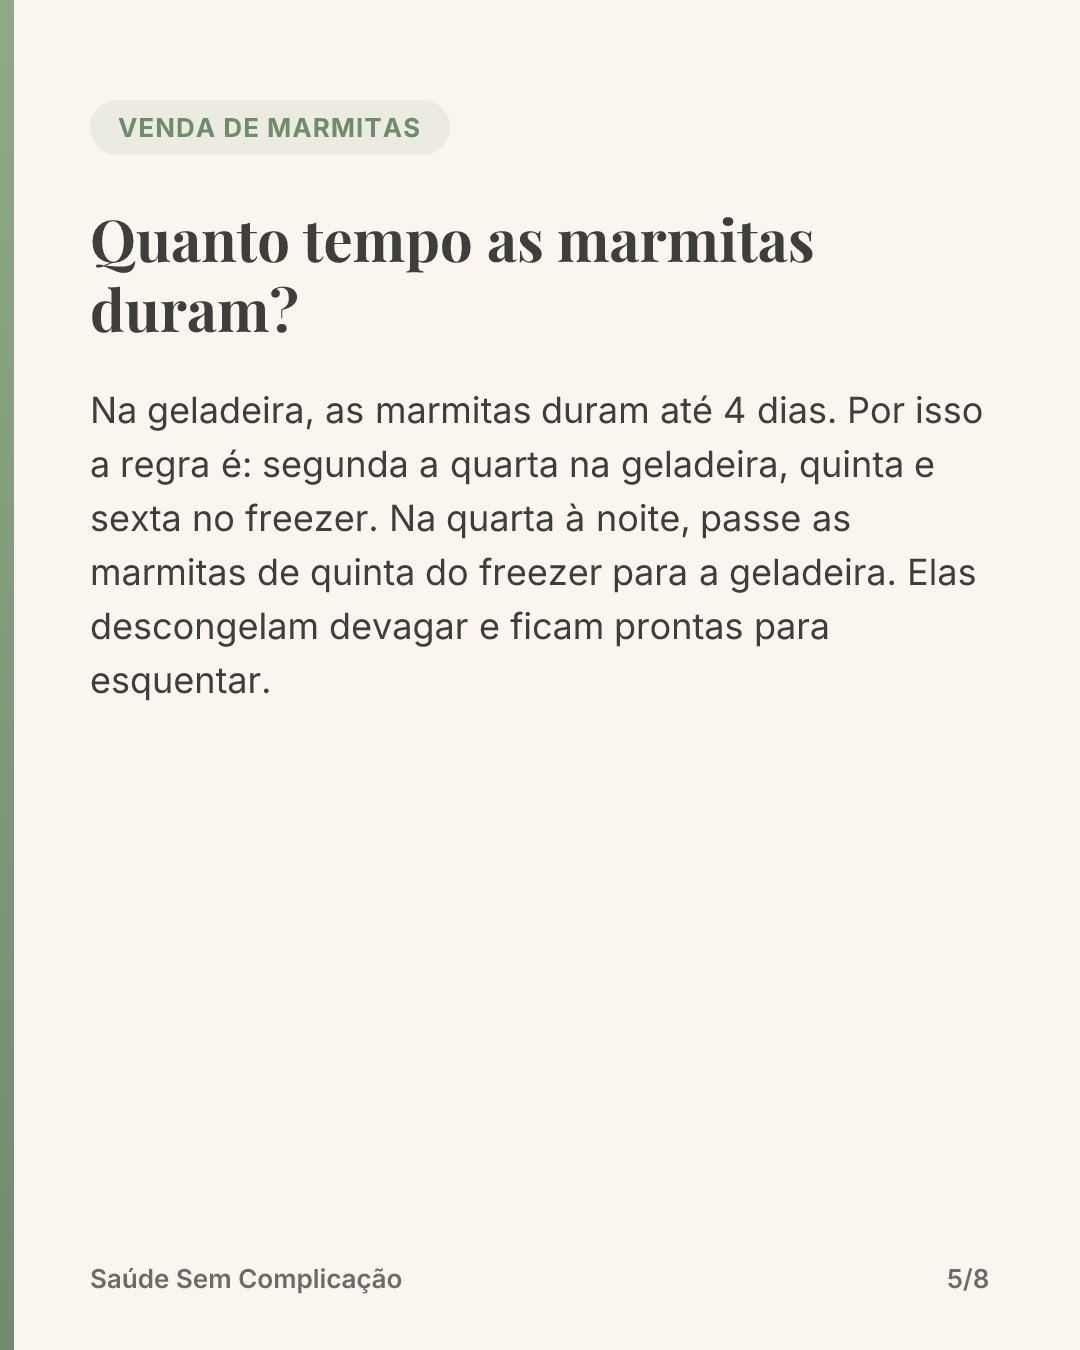 VENDA DE MARMITAS
Quanto tempo as marmitas
duram?
Na geladeira, as marmitas duram até 4 dias. Por isso
a regra é: segunda a quarta na geladeira, quinta e
sexta no freezer. Na quarta à noite, passe as
marmitas de quinta do freezer para a geladeira. Elas
descongelam devagar e ficam prontas para
esquentar.
Saúde Sem Complicação
5/8